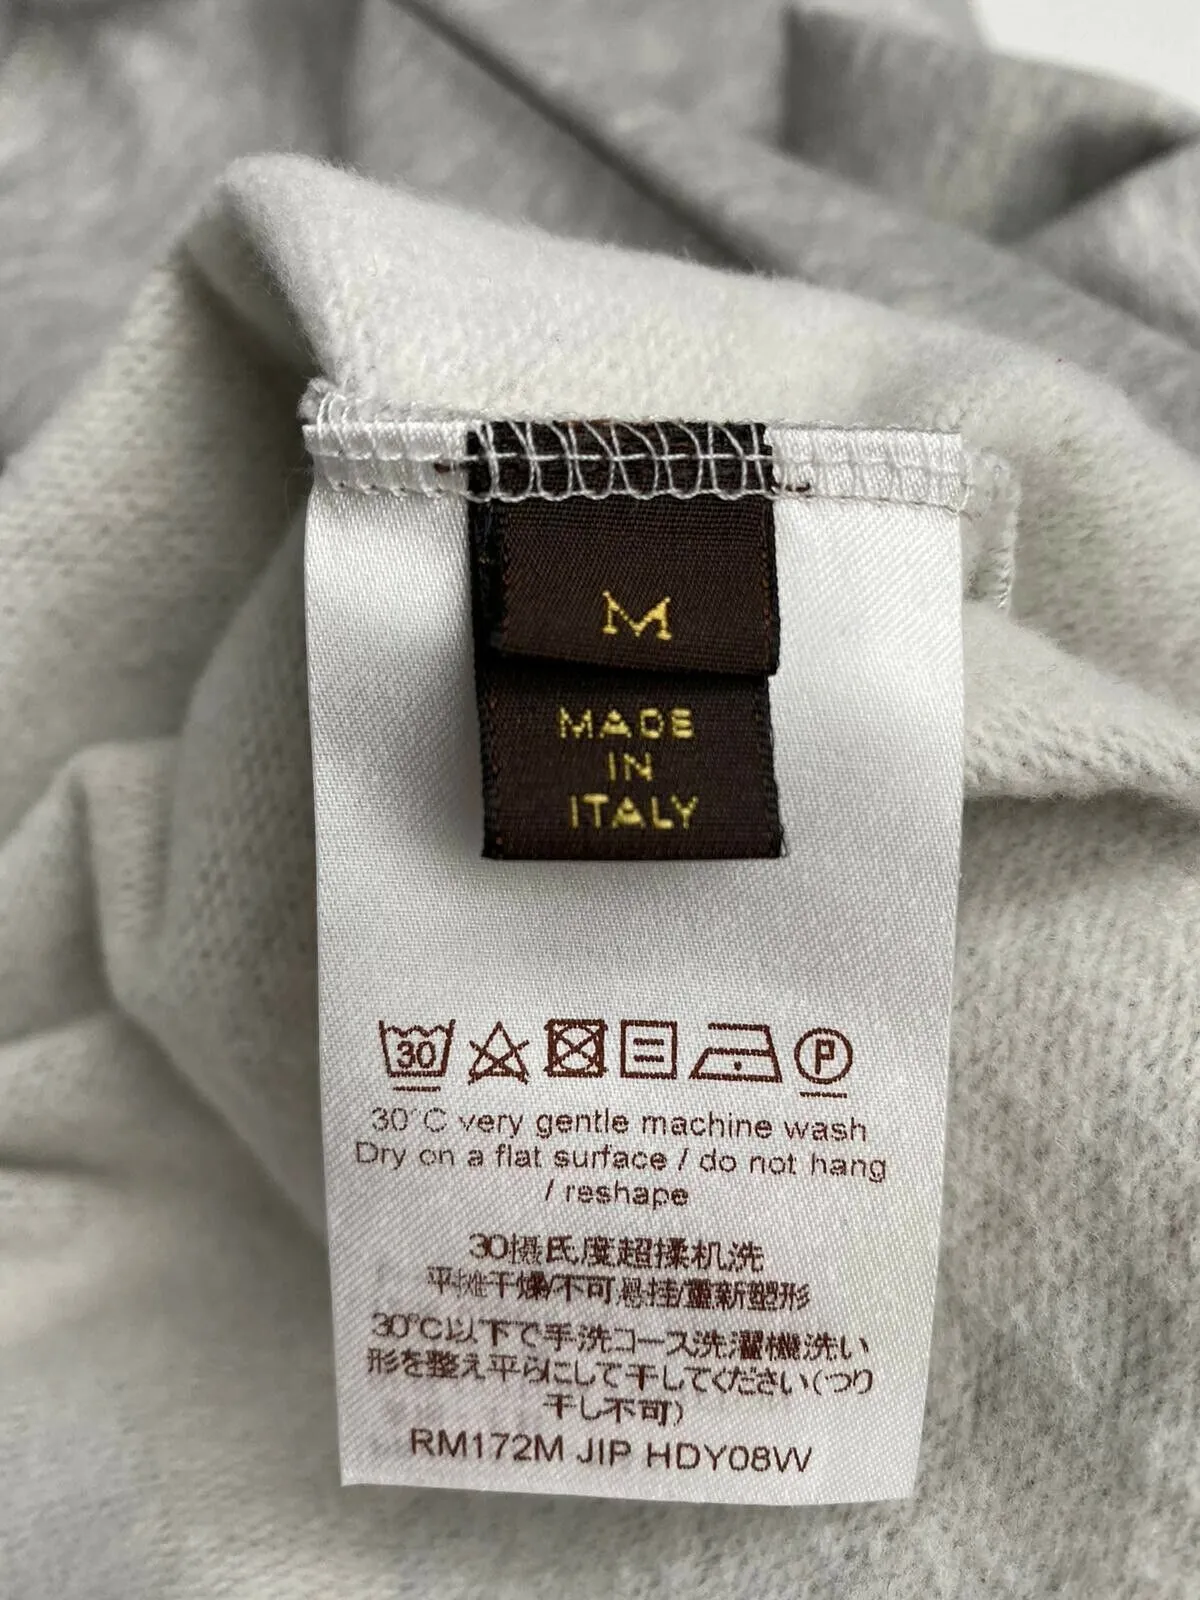 M
MADE
IN
ITALY
30
P
30°C very gentle machine wash
Dry on a flat surface / do not hang
/ reshape
30摄氏度超揉机洗
平摊干燥/不可悬挂/重新塑形
30°C以下で手洗コース洗濯機洗い
形を整え平らにして干してください(つり
干し不可)
RM172M JIP HDY08W